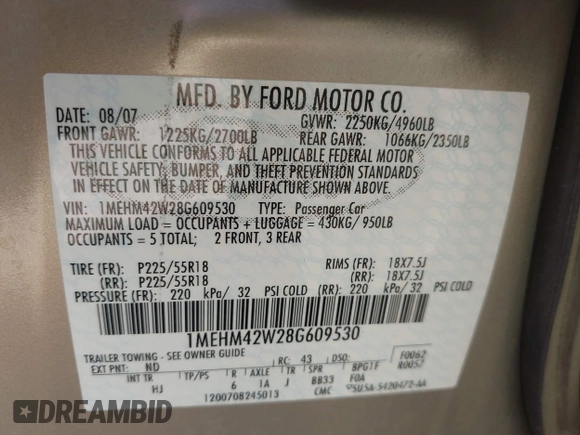 MFD. BY FORD MOTOR CO.
DATE: 08/07 GVWR: 2250KG/4960LB
FRONT GAWR: 1225KG/2700LB REAR GAWR: 1066KG/2350LB
THIS VEHICLE CONFORMS TO ALL APPLICABLE FEDERAL MOTOR
VEHICLE SAFETY, BUMPER, AND THEFT PREVENTION STANDARDS
IN EFFECT ON THE DATE OF MANUFACTURE SHOWN ABOVE.
VIN: 1MEHM42W28G609530 TYPE: Passenger Car
MAXIMUM LOAD = OCCUPANTS + LUGGAGE = 430KG/ 950LB
OCCUPANTS = 5 TOTAL; 2 FRONT, 3 REAR
TIRE (FR): P225/55R18 RIMS (FR): 18X7.5J
(RR): P225/55R18 (RR): 18X7.5J
PRESSURE (FR): 220 kPa/ 32 PSI COLD (RR): 220 kPa/ 32 PSI COLD
1MEHM42W28G609530
TRAILER TOWING - SEE OWNER GUIDE
EXT PNT: ND RC: 43 DSO: F0062
R0057
INT TR TP/PS R AXLE TR SPR BPGTF
HJ 6 1A J BB33 FOA
1200708245013 CMC 5U5A-5420472-AA
DREAMBID